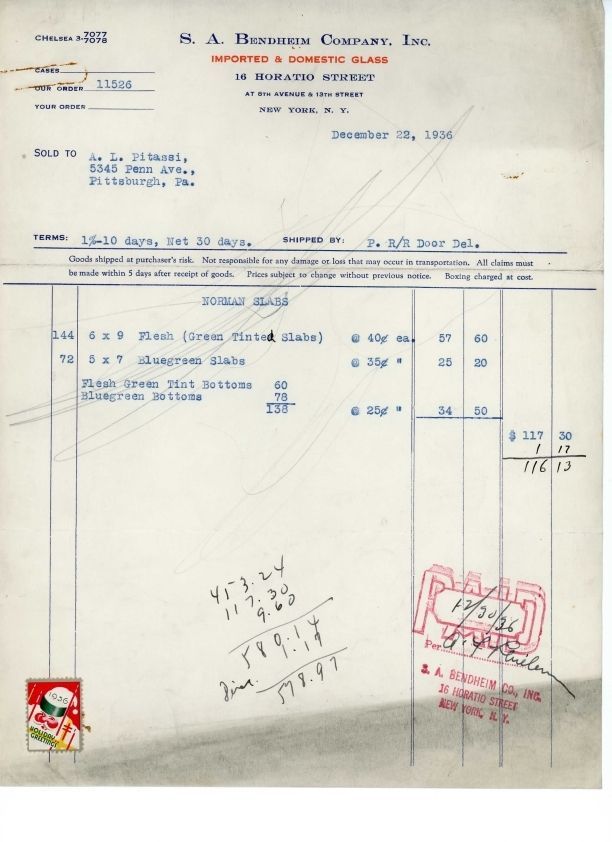 CHELSEA 3-7077
7078
S. A. BENDHEIM COMPANY, INC.
IMPORTED & DOMESTIC GLASS
16 HORATIO STREET
AT 8TH AVENUE & 13TH STREET
NEW YORK, N. Y.
CASES
OUR ORDER 11526
YOUR ORDER
December 22, 1936
SOLD TO A. L. Pitassi,
5345 Penn Ave.,
Pittsburgh, Pa.
TERMS: 1%-10 days, Net 30 days. SHIPPED BY: P. R/R Door Del.
Goods shipped at purchaser's risk. Not responsible for any damage or loss that may occur in transportation. All claims must
be made within 5 days after receipt of goods. Prices subject to change without previous notice. Boxing charged at cost.
NORMAN SLABS
144 6 x 9 Flesh (Green Tinted Slabs) @ 40¢ ea. 57 60
72 5 x 7 Bluegreen Slabs @ 35¢ " 25 20
Flesh Green Tint Bottoms 60
Bluegreen Bottoms 78
138 @ 25¢ " 34 50
$ 117 30
1 17
116 13
453.24
117.30
9.60
580.14
1.17
578.97
PAID
12/30/36
Per
S. A. BENDHEIM CO., INC.
16 HORATIO STREET
NEW YORK, N. Y.
1936
HOLIDAY
GREETINGS